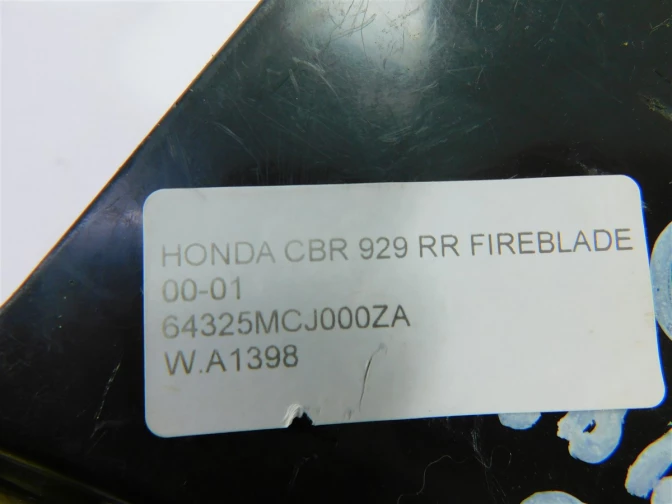 HONDA CBR 929 RR FIREBLADE
00-01
64325MCJ000ZA
W.A1398